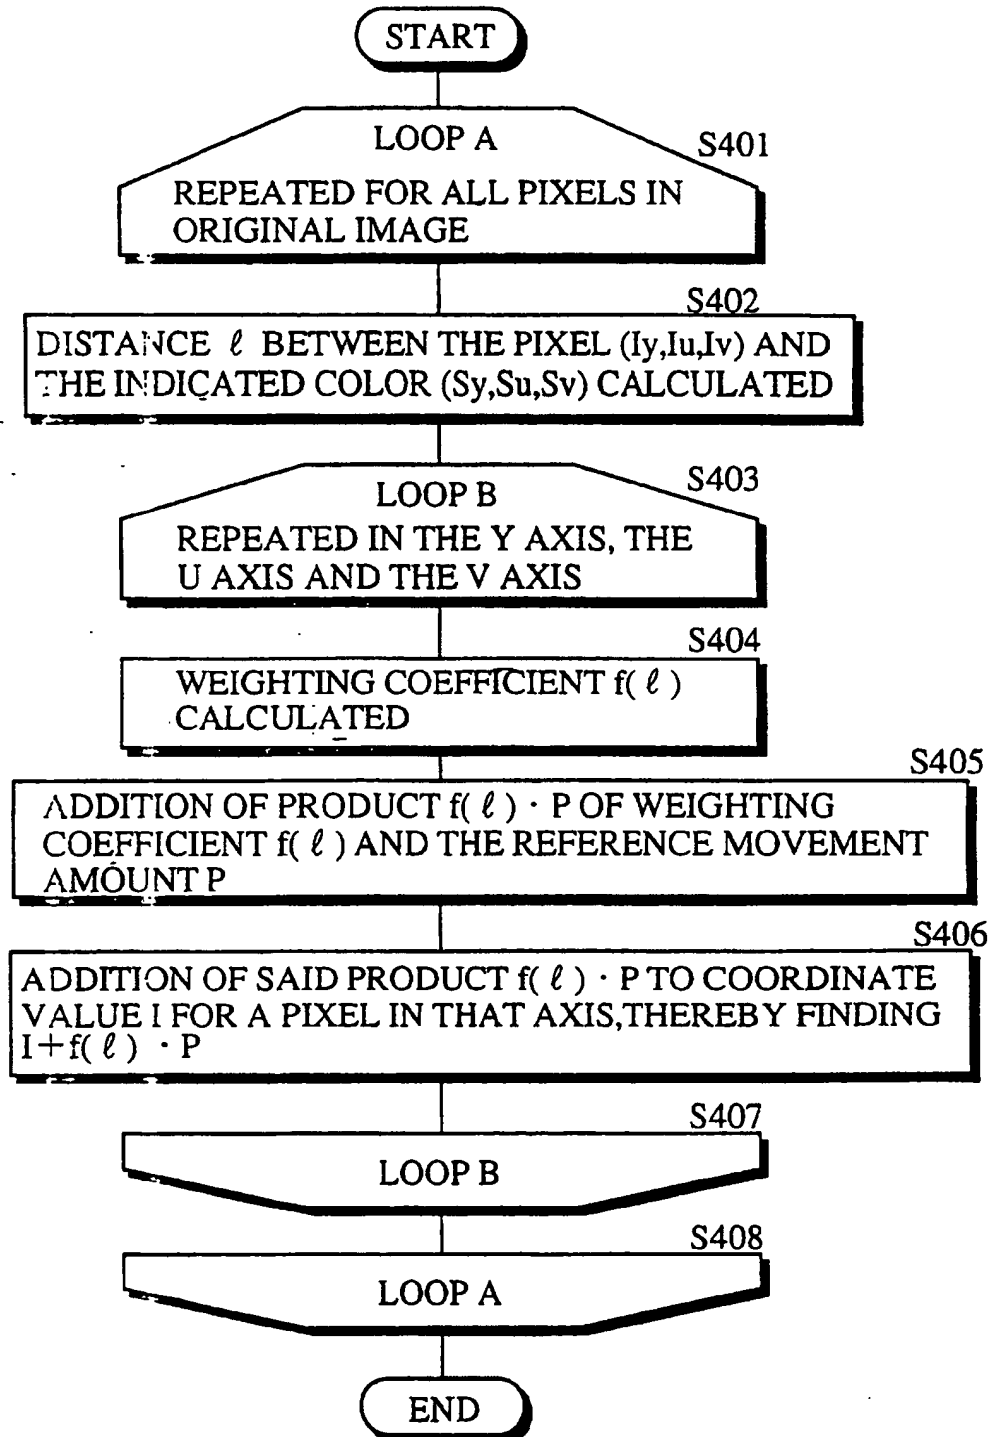 START
LOOP A
S401
REPEATED FOR ALL PIXELS IN
ORIGINAL IMAGE
S402
DISTANCE ℓ BETWEEN THE PIXEL (Iy,Iu,Iv) AND
THE INDICATED COLOR (Sy,Su,Sv) CALCULATED
S403
LOOP B
REPEATED IN THE Y AXIS, THE
U AXIS AND THE V AXIS
S404
WEIGHTING COEFFICIENT f( ℓ )
CALCULATED
S405
ADDITION OF PRODUCT f( ℓ ) · P OF WEIGHTING
COEFFICIENT f( ℓ ) AND THE REFERENCE MOVEMENT
AMOUNT P
S406
ADDITION OF SAID PRODUCT f( ℓ ) · P TO COORDINATE
VALUE I FOR A PIXEL IN THAT AXIS,THEREBY FINDING
I+f( ℓ ) · P
S407
LOOP B
S408
LOOP A
END